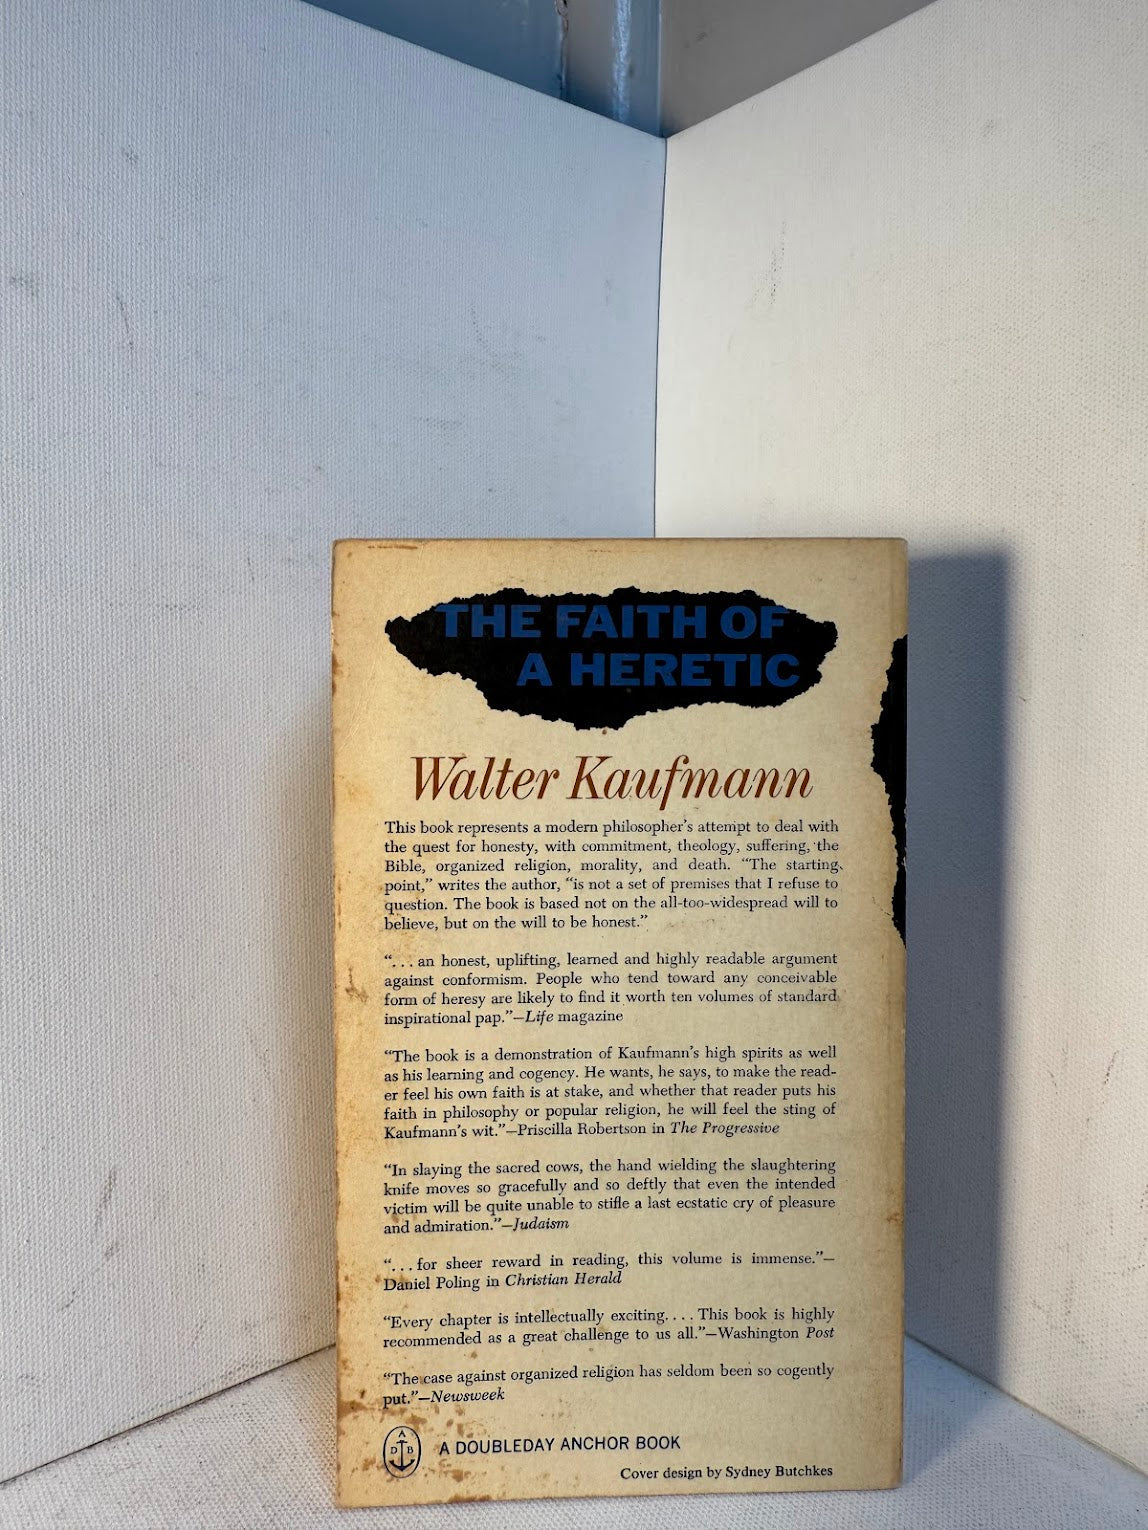 THE FAITH OF
A HERETIC
Walter Kaufmann
This book represents a modern philosopher's attempt to deal with
the quest for honesty, with commitment, theology, suffering, the
Bible, organized religion, morality, and death. “The starting
point,” writes the author, “is not a set of premises that I refuse to
question. The book is based not on the all-too-widespread will to
believe, but on the will to be honest.”
“. . . an honest, uplifting, learned and highly readable argument
against conformism. People who tend toward any conceivable
form of heresy are likely to find it worth ten volumes of standard
inspirational pap.”—Life magazine
“The book is a demonstration of Kaufmann's high spirits as well
as his learning and cogency. He wants, he says, to make the read-
er feel his own faith is at stake, and whether that reader puts his
faith in philosophy or popular religion, he will feel the sting of
Kaufmann's wit.”—Priscilla Robertson in The Progressive
“In slaying the sacred cows, the hand wielding the slaughtering
knife moves so gracefully and so deftly that even the intended
victim will be quite unable to stifle a last ecstatic cry of pleasure
and admiration.”—Judaism
“. . . for sheer reward in reading, this volume is immense.”—
Daniel Poling in Christian Herald
“Every chapter is intellectually exciting. . . . This book is highly
recommended as a great challenge to us all.”—Washington Post
“The case against organized religion has seldom been so cogently
put.”—Newsweek
A
D B
A DOUBLEDAY ANCHOR BOOK
Cover design by Sydney Butchkes